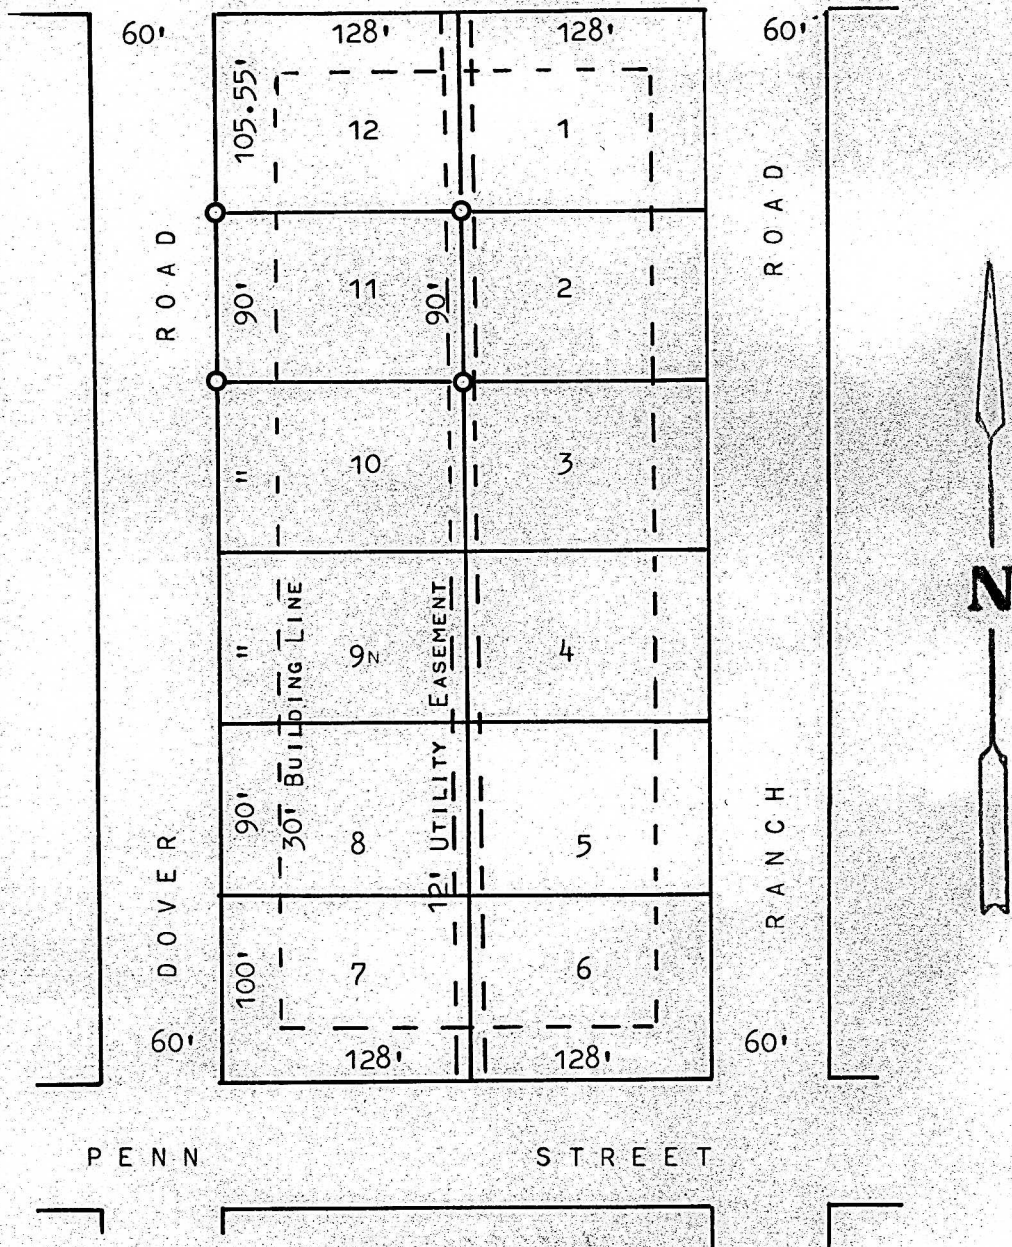 60' 128' 128' 60'
105.55'
12 1
ROAD ROAD
90' 11 90' 2
" 10 3
N
" 9N 4
30' BUILDING LINE
12' UTILITY EASEMENT
90' 8 5
DOVER RANCH
100' 7 6
60' 128' 128' 60'
PENN STREET